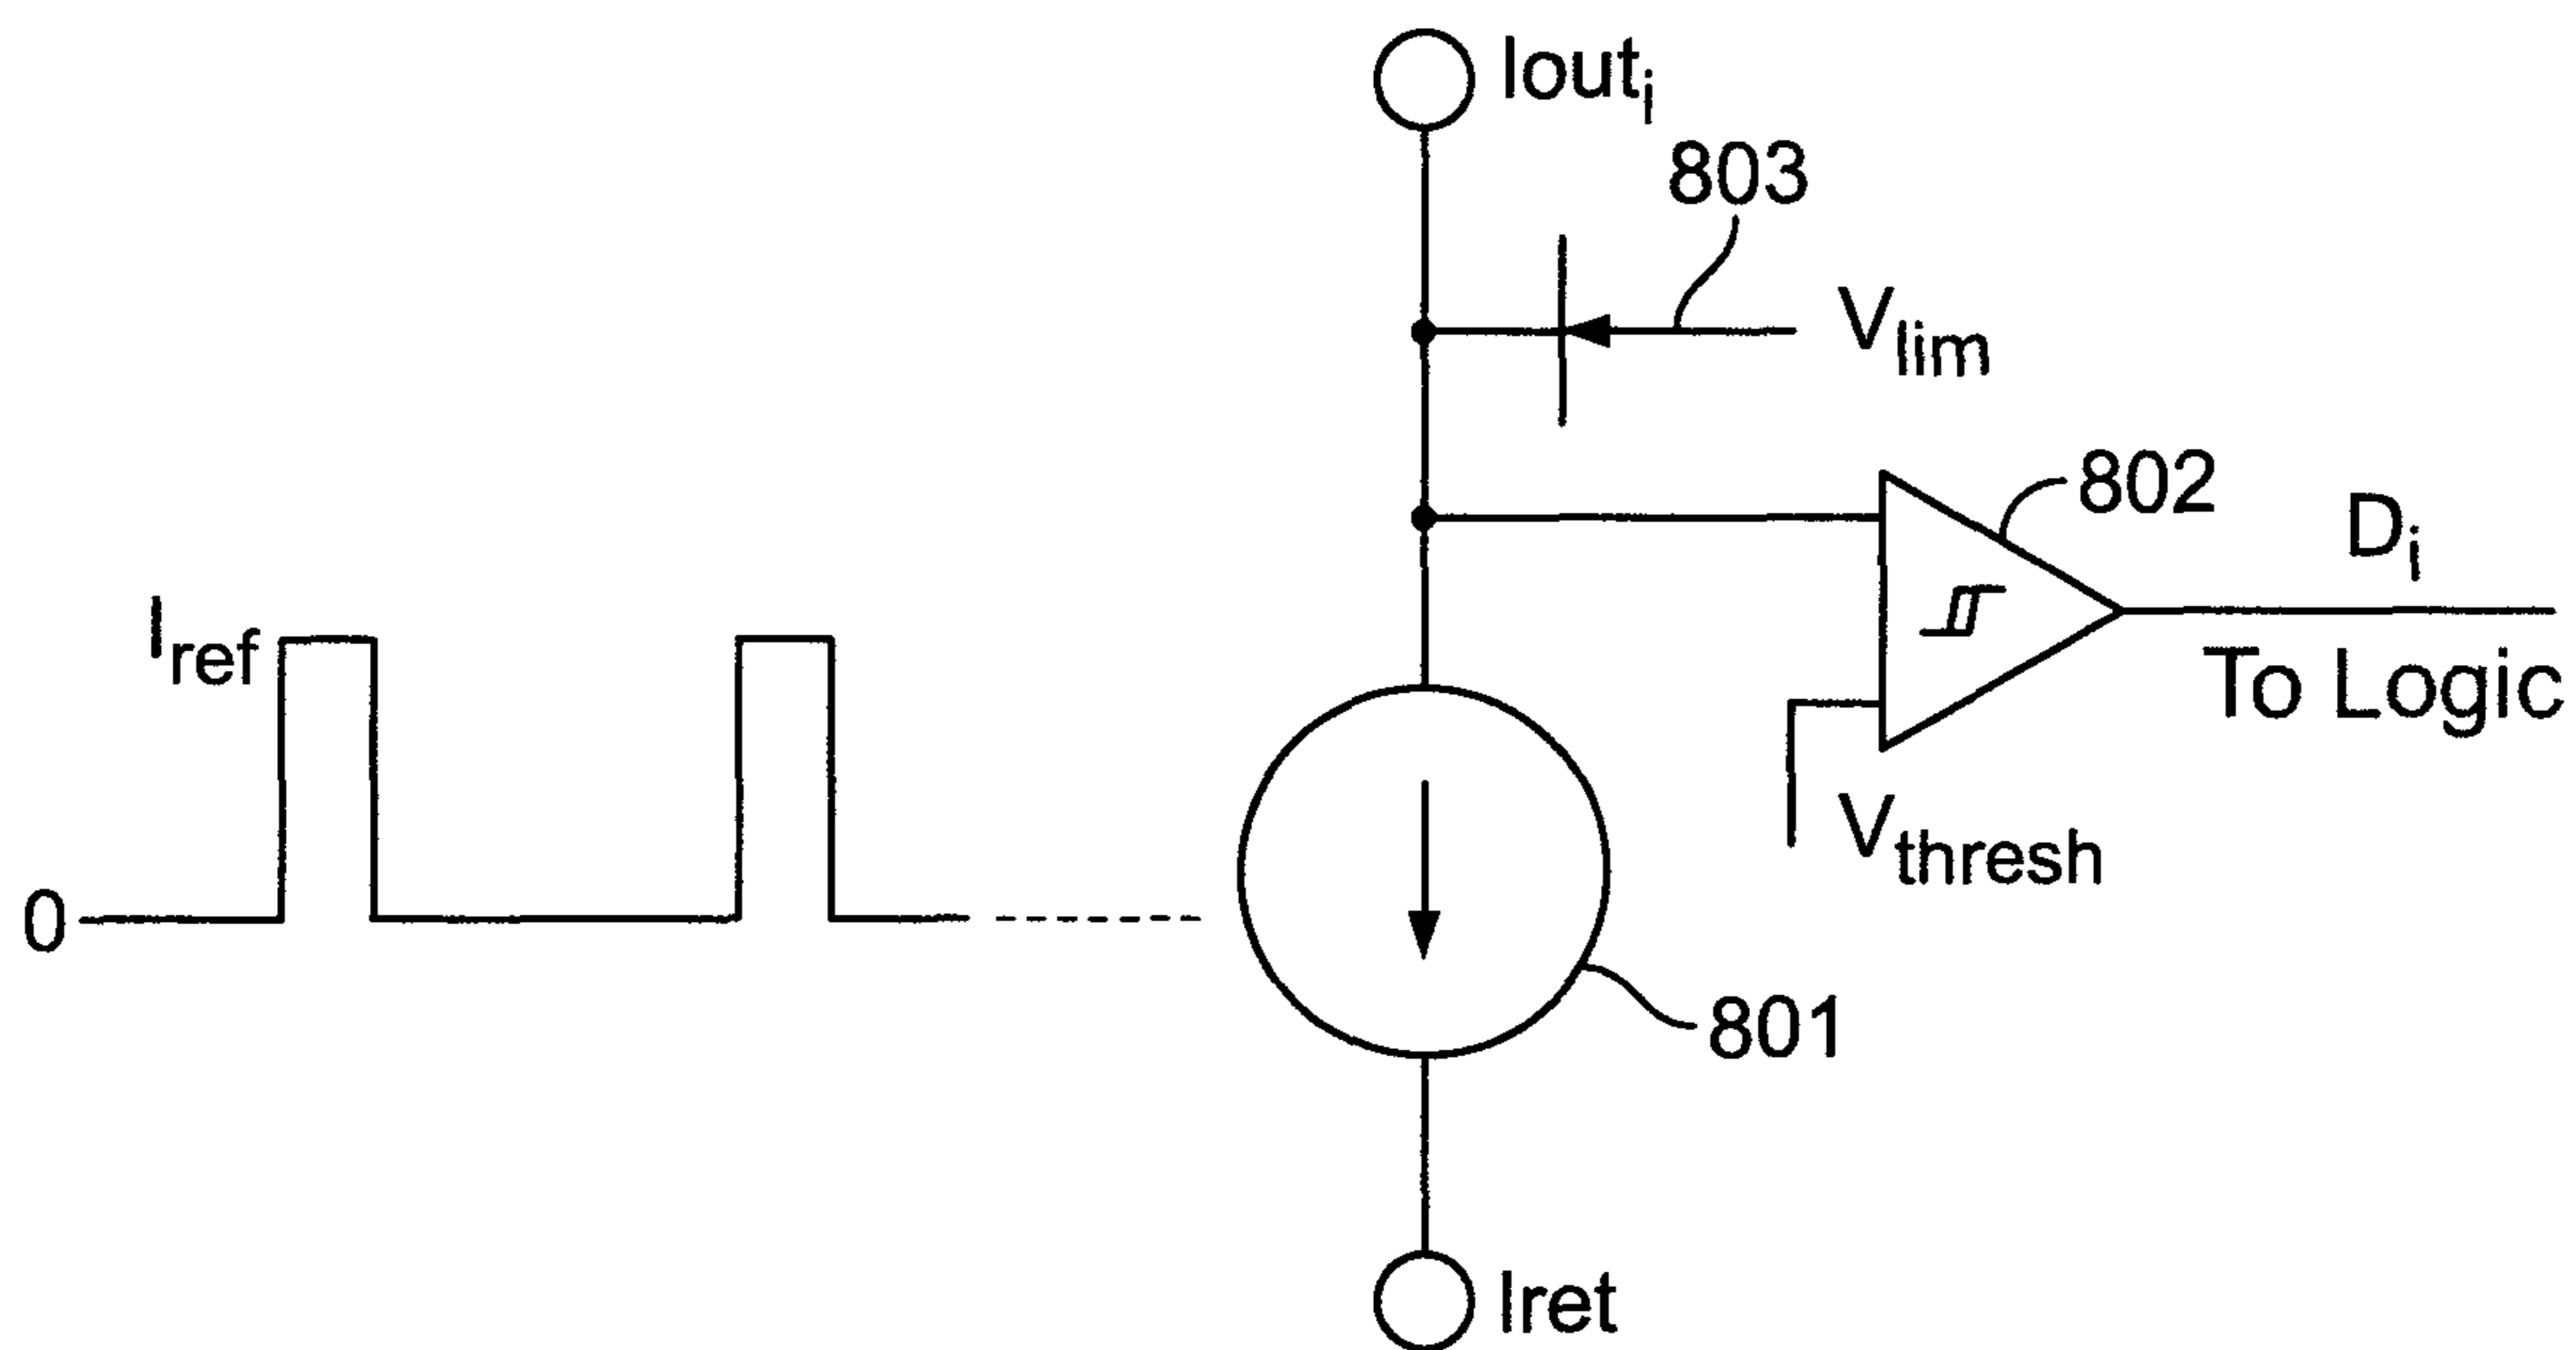 Iout_i
803
V_lim
802
D_i
To Logic
I_ref
V_thresh
0
801
Iret